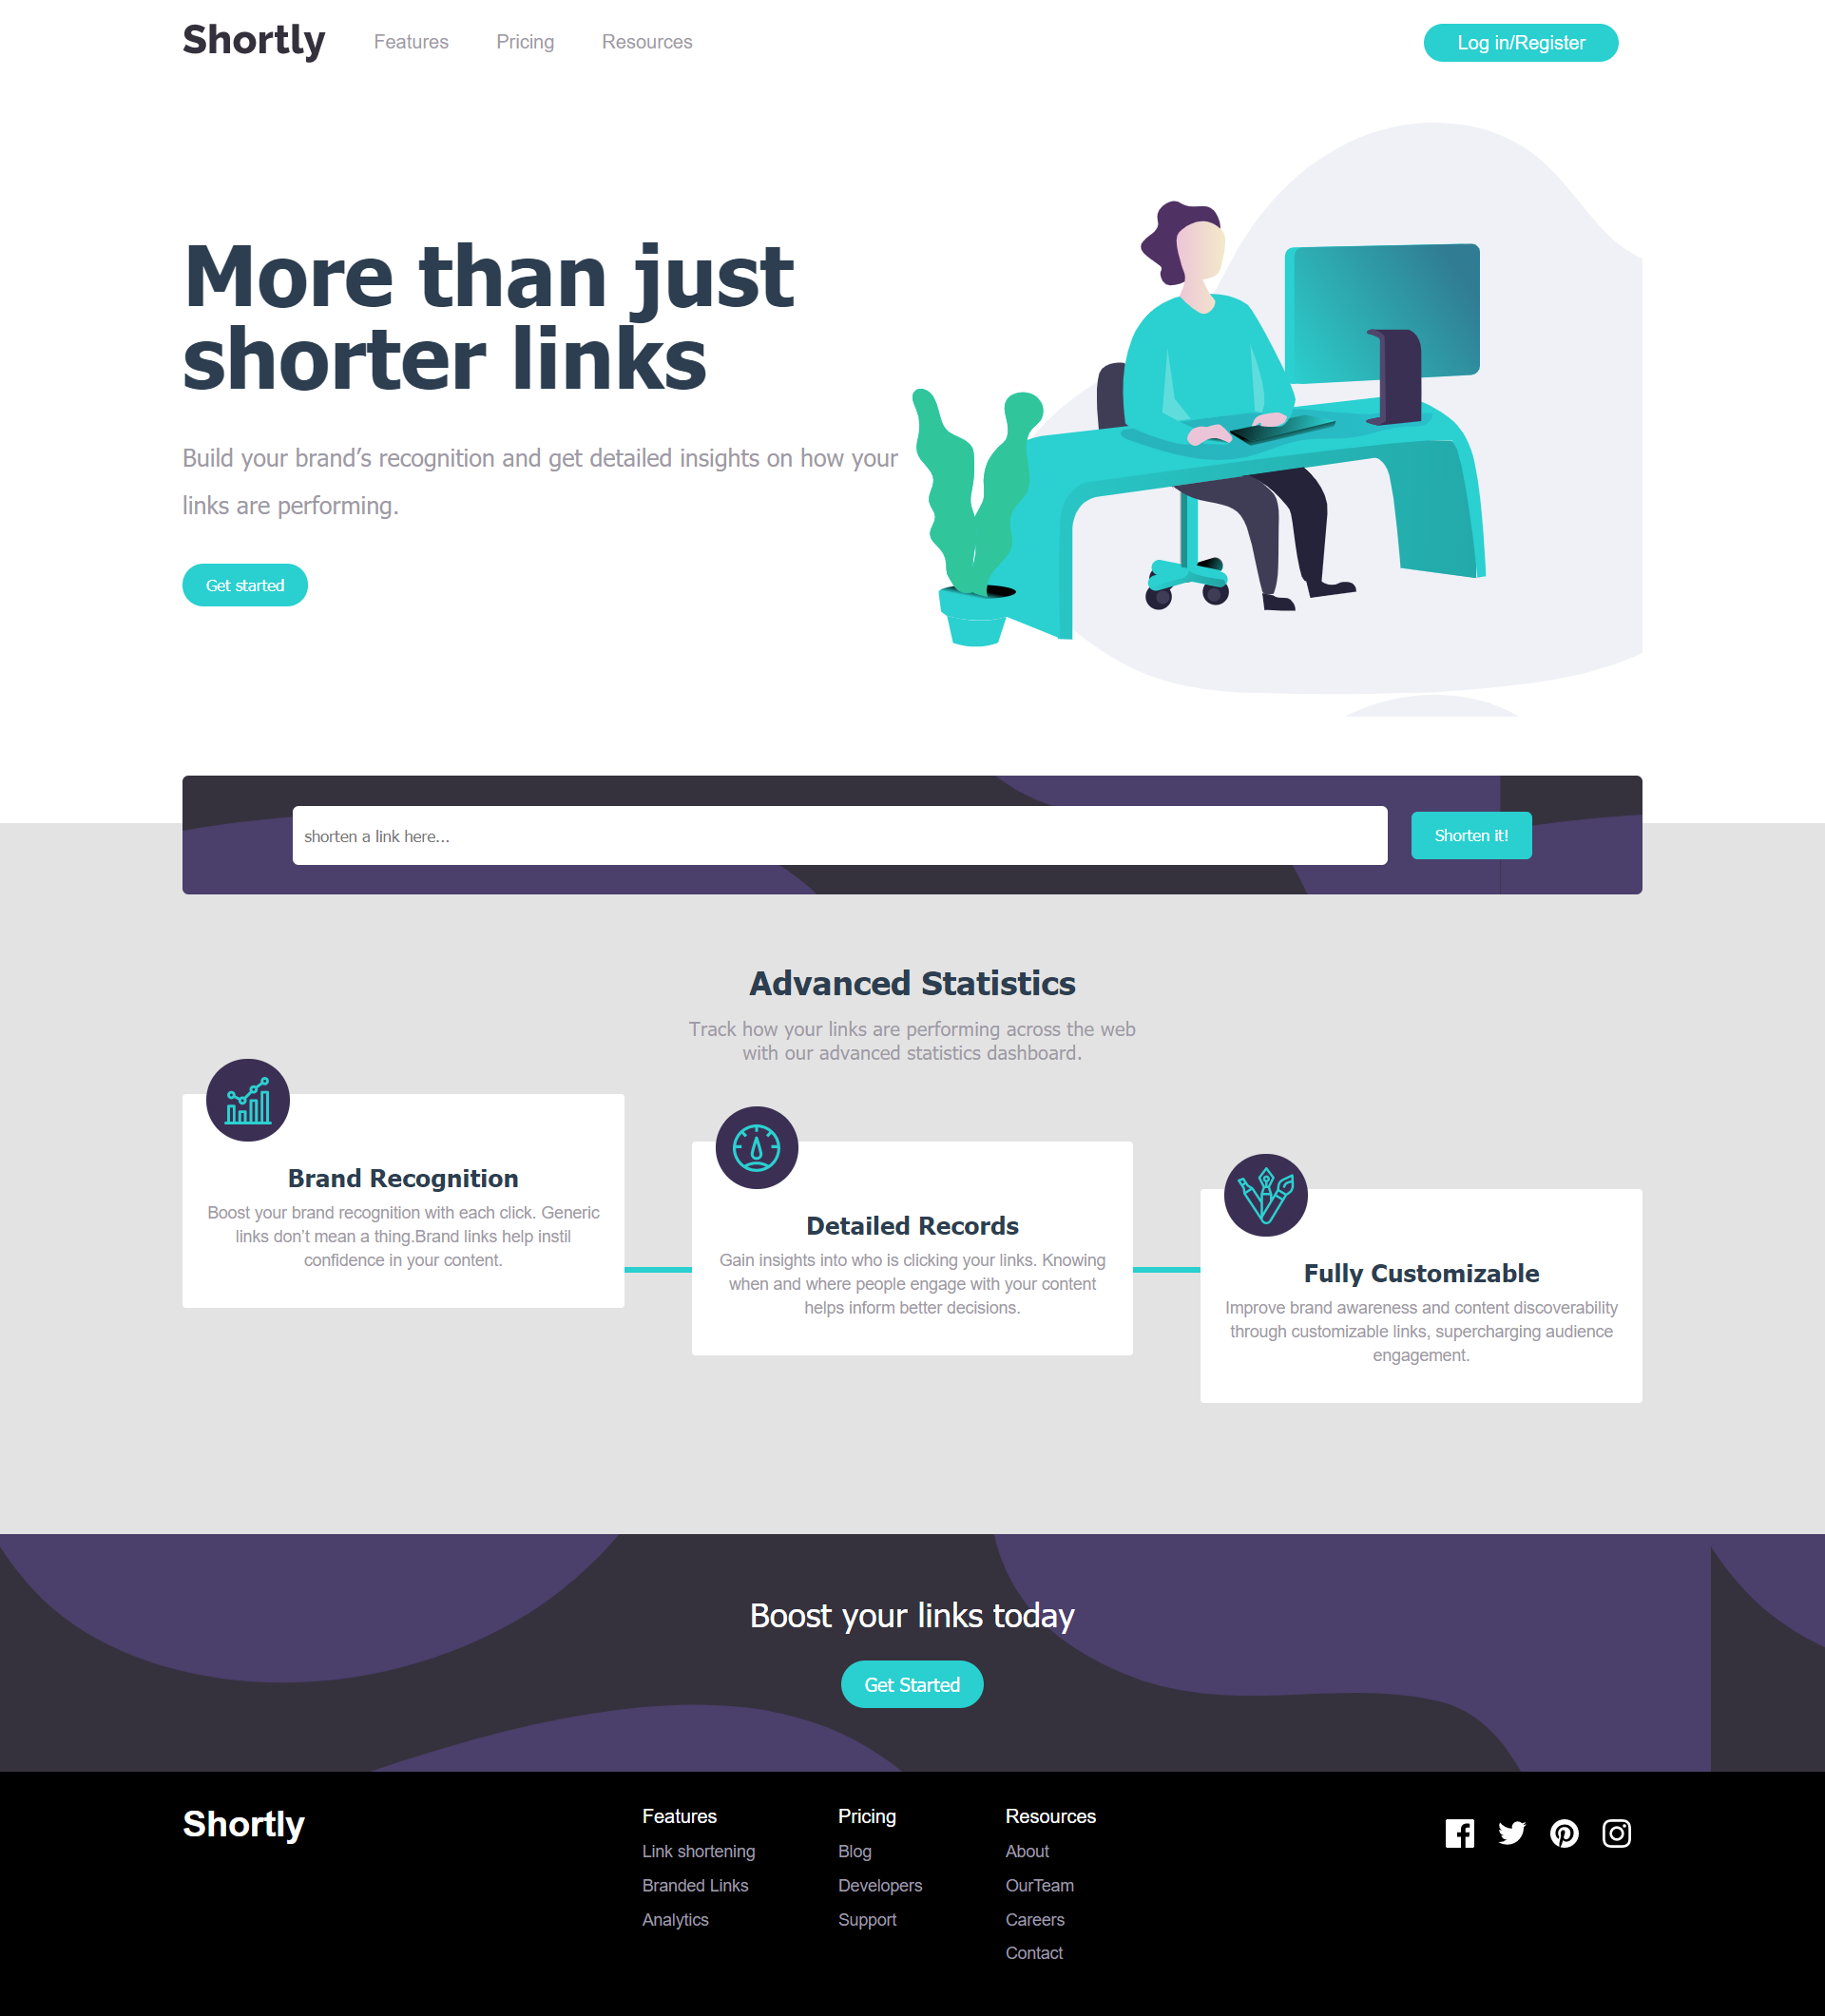 Shortly
Features
Pricing
Resources
Log in/Register
More than just
shorter links
Build your brand’s recognition and get detailed insights on how your
links are performing.
Get started
shorten a link here...
Shorten it!
Advanced Statistics
Track how your links are performing across the web
with our advanced statistics dashboard.
Brand Recognition
Boost your brand recognition with each click. Generic
links don’t mean a thing.Brand links help instil
confidence in your content.
Detailed Records
Gain insights into who is clicking your links. Knowing
when and where people engage with your content
helps inform better decisions.
Fully Customizable
Improve brand awareness and content discoverability
through customizable links, supercharging audience
engagement.
Boost your links today
Get Started
Shortly
Features
Link shortening
Branded Links
Analytics
Pricing
Blog
Developers
Support
Resources
About
OurTeam
Careers
Contact